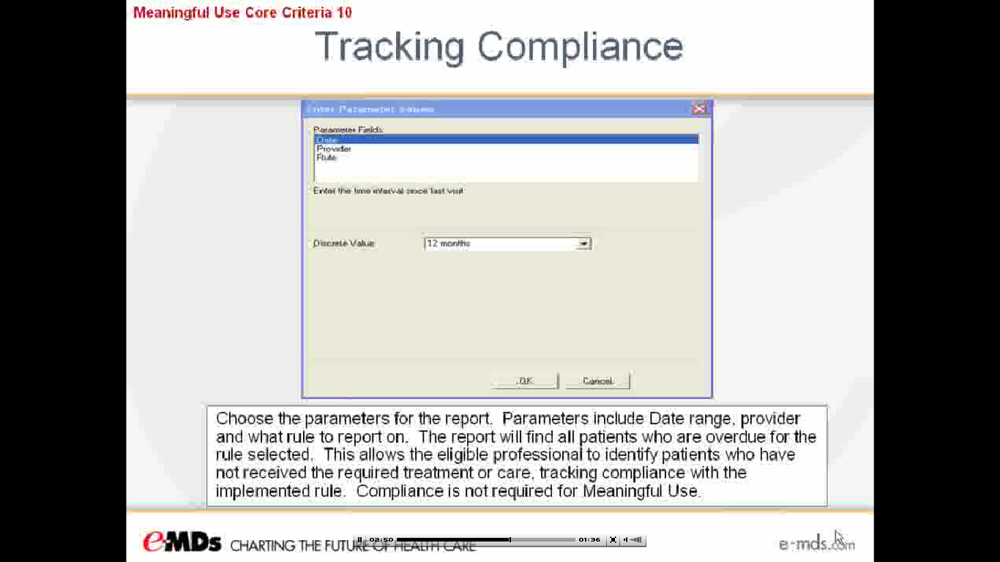 Meaningful Use Core Criteria 10
Tracking Compliance
Parameter Fields:
Date
Provider
Rule
Enter the time interval since last visit
Discrete Value
12 months
OK
Cancel
Choose the parameters for the report. Parameters include Date range, provider
and what rule to report on. The report will find all patients who are overdue for the
rule selected. This allows the eligible professional to identify patients who have
not received the required treatment or care, tracking compliance with the
implemented rule. Compliance is not required for Meaningful Use.
e-MDs CHARTING THE FUTURE OF HEALTH CARE
02:50
01:36
e-mds.com